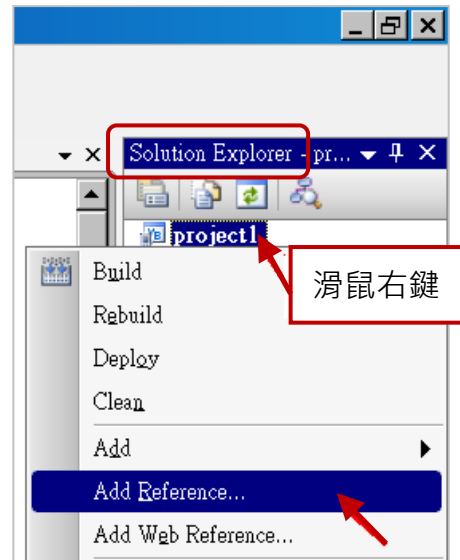 Solution Explorer - pr...
project1
滑鼠右鍵
Build
Rebuild
Deploy
Clean
Add
Add Reference...
Add Web Reference...